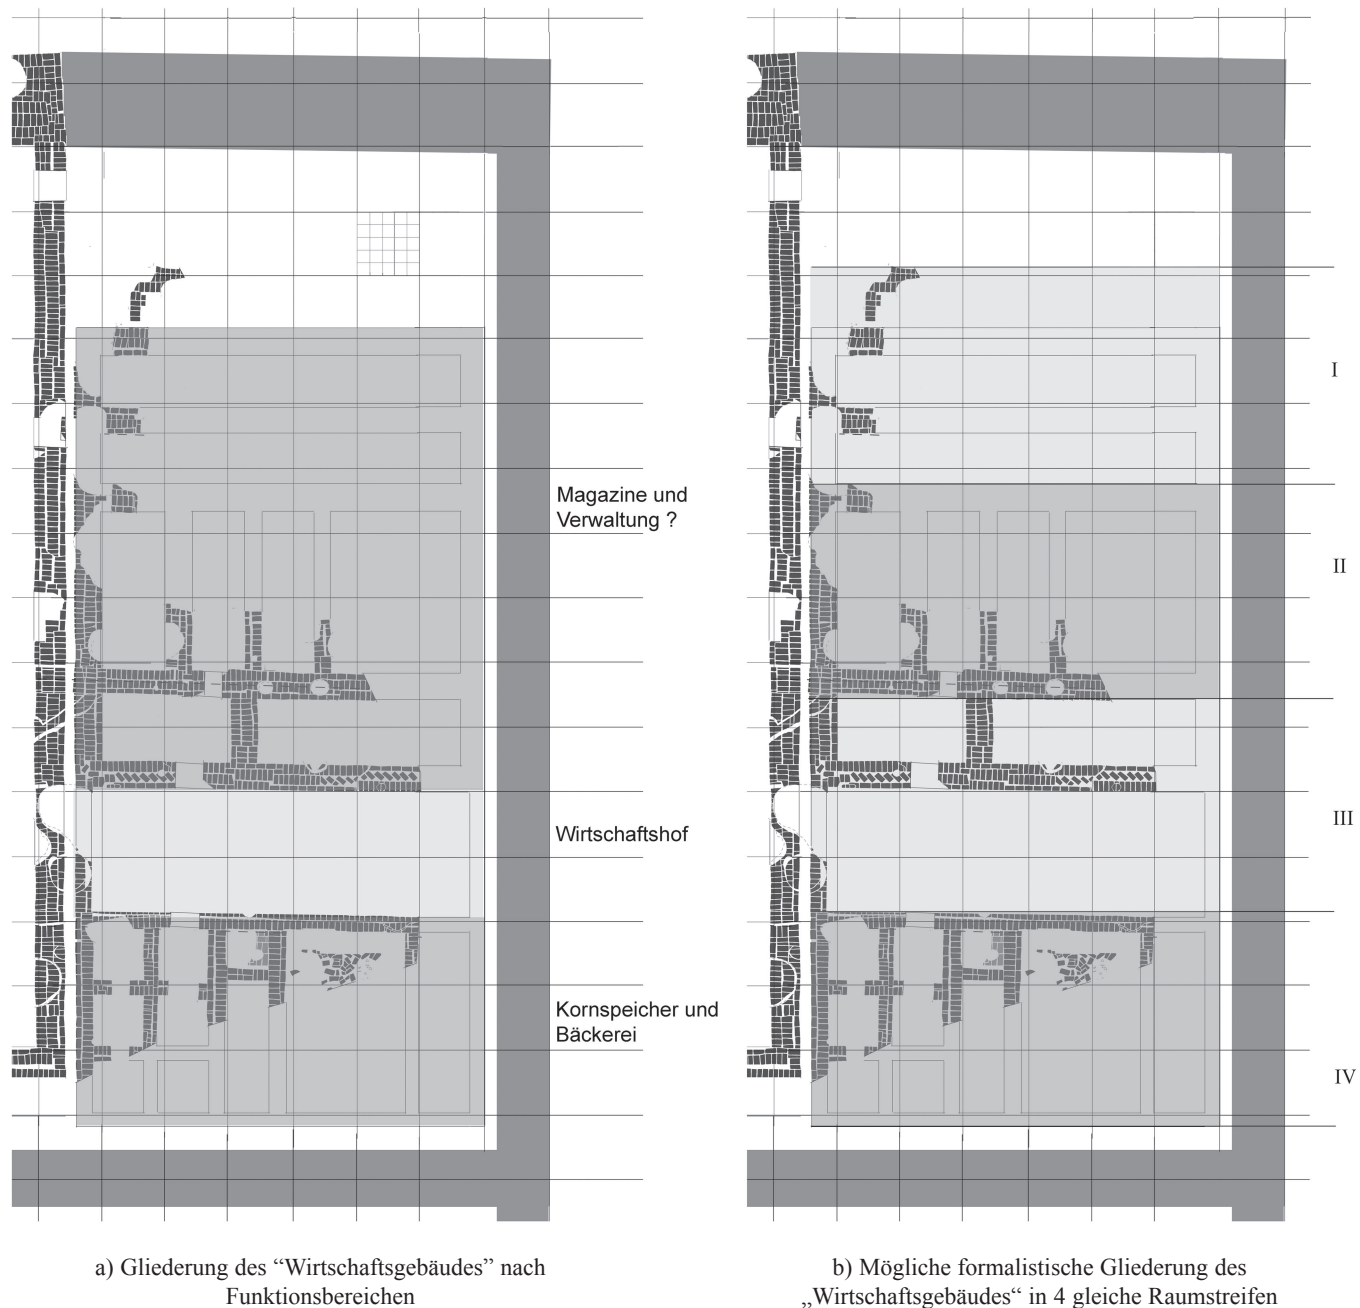 Magazine und
Verwaltung ?
Wirtschaftshof
Kornspeicher und
Bäckerei
I
II
III
IV
a) Gliederung des “Wirtschaftsgebäudes” nach
Funktionsbereichen
b) Mögliche formalistische Gliederung des
„Wirtschaftsgebäudes“ in 4 gleiche Raumstreifen